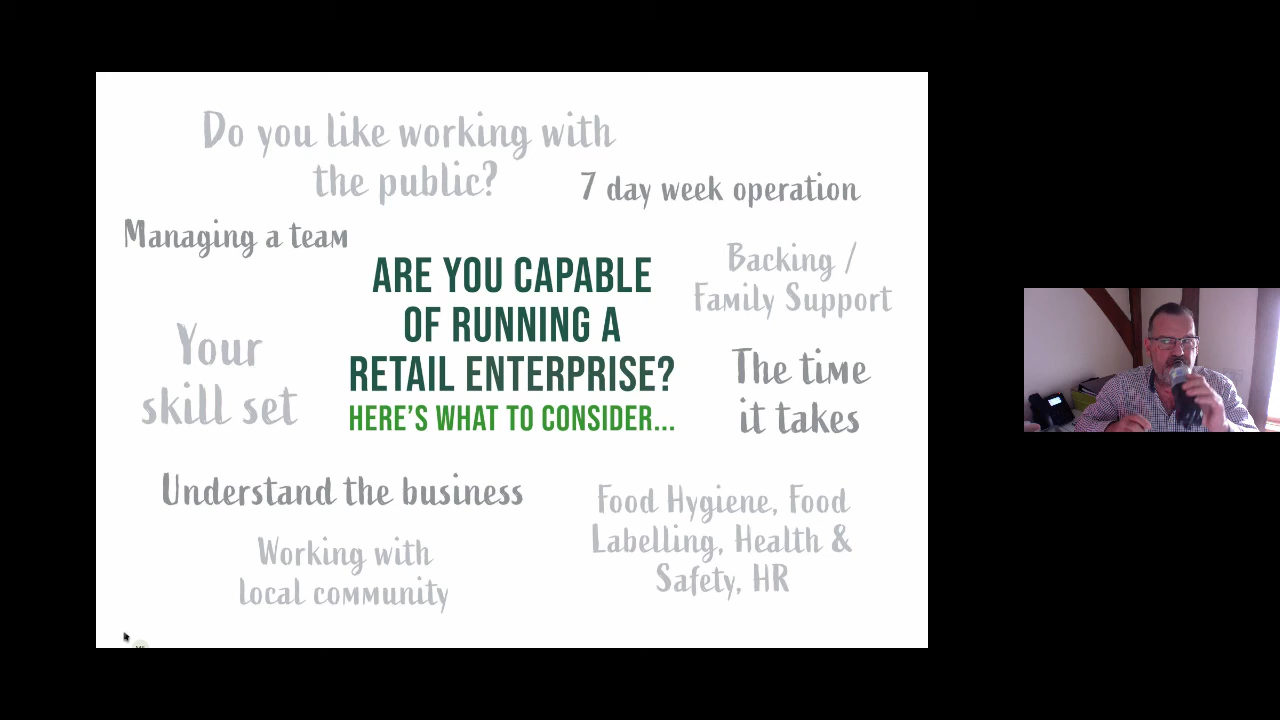 Do you like working with
the public?
7 day week operation
Managing a team
Backing /
Family Support
ARE YOU CAPABLE
OF RUNNING A
RETAIL ENTERPRISE?
HERE'S WHAT TO CONSIDER...
Your
skill set
The time
it takes
Understand the business
Working with
local community
Food Hygiene, Food
Labelling, Health &
Safety, HR